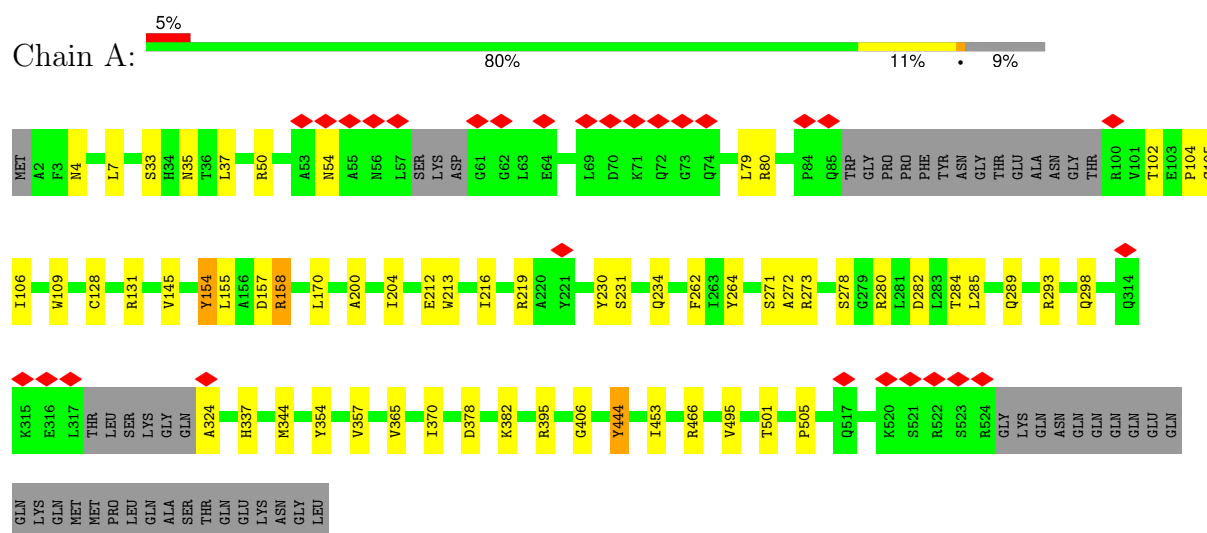 5%
Chain A:
80% 11% • 9%
MET A2 F3 N4 L7 S33 H34 N35 T36 L37 R50 A53 N54 A55 N56 L57 SER LYS ASP G61 G62 L63 E64 L69 D70 K71 Q72 G73 Q74 L79 R80 P84 Q85 TRP GLY PRO PRO PHE TYR ASN GLY THR GLU ALA ASN GLY THR R100 V101 T102 E103 P104 G105
I106 W109 C128 R131 V145 Y154 L155 A156 D157 R158 L170 A200 I204 E212 W213 I216 R219 A220 Y221 Y230 S231 Q234 F262 I263 Y264 S271 A272 R273 S278 G279 R280 L281 D282 L283 T284 L285 Q289 R293 Q298 Q314
K315 E316 L317 THR LEU SER LYS GLY GLN A324 H337 M344 Y354 V357 V365 I370 D378 K382 R395 G406 Y444 I453 R466 V495 T501 P505 Q517 K520 S521 R522 S523 R524 GLY LYS GLN ASN GLN GLN GLN GLN GLU GLN
GLN LYS GLN MET MET PRO LEU GLN ALA SER THR GLN GLU LYS ASN GLY LEU